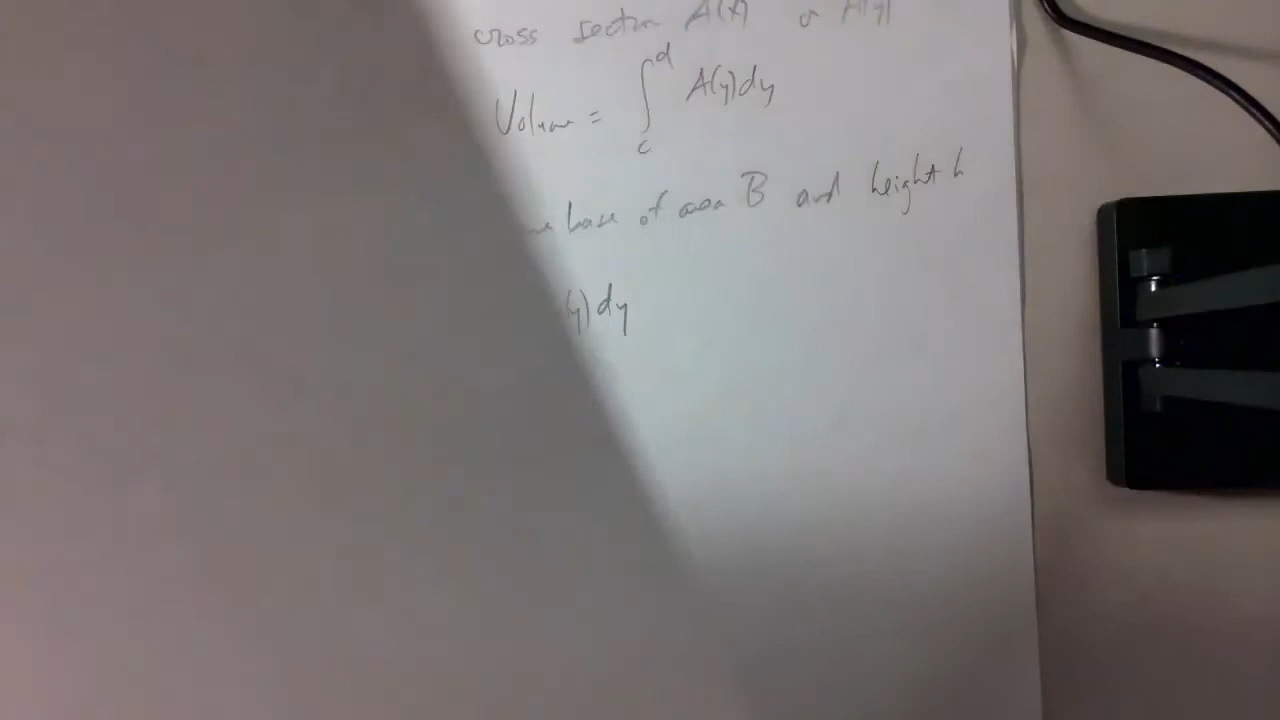 cross section A(x) or A(y)
Volume = ∫_c^d A(y)dy
base of area B and height h
(y)dy